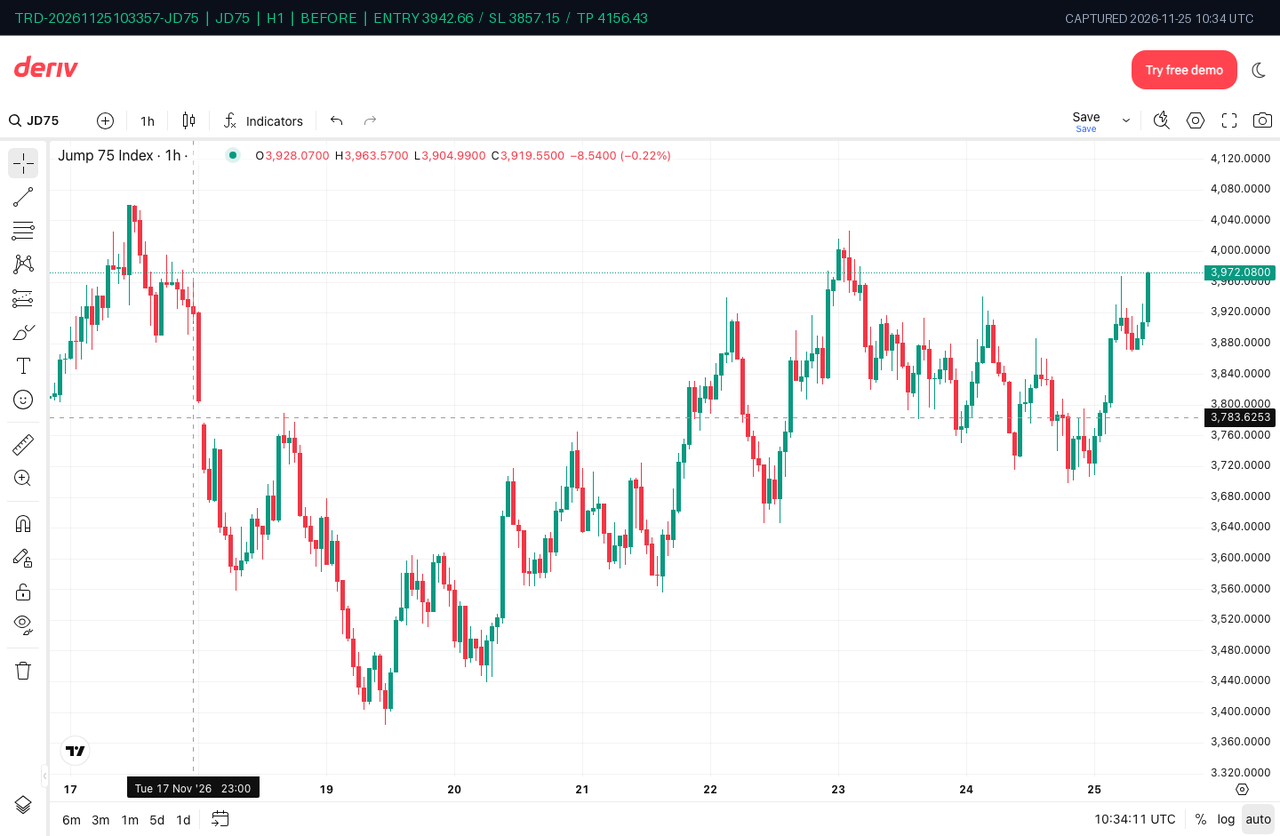 TRD-20261125103357-JD75 | JD75 | H1 | BEFORE | ENTRY 3942.66 / SL 3857.15 / TP 4156.43
CAPTURED 2026-11-25 10:34 UTC
deriv
Try free demo
JD75
1h
Indicators
Save
Save
Jump 75 Index · 1h ·
O3,928.0700 H3,963.5700 L3,904.9900 C3,919.5500 −8.5400 (−0.22%)
4,120.0000
4,080.0000
4,040.0000
4,000.0000
3,972.0800
3,960.0000
3,920.0000
3,880.0000
3,840.0000
3,800.0000
3,783.6253
3,760.0000
3,720.0000
3,680.0000
3,640.0000
3,600.0000
3,560.0000
3,520.0000
3,480.0000
3,440.0000
3,400.0000
3,360.0000
3,320.0000
17
Tue 17 Nov '26 23:00
19
20
21
22
23
24
25
6m 3m 1m 5d 1d
10:34:11 UTC
% log auto